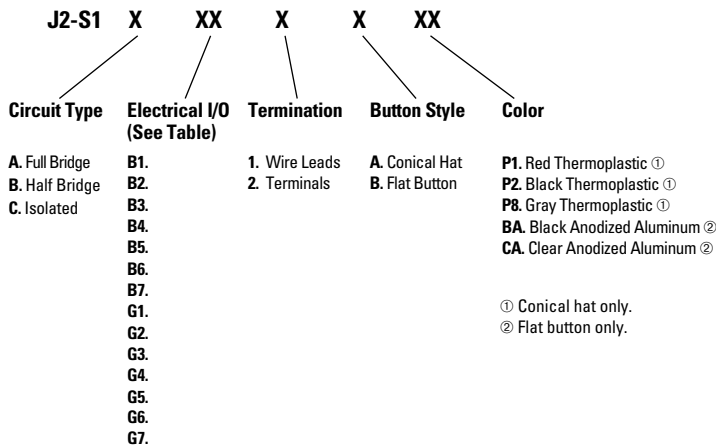 J2-S1 X XX X X XX
Circuit Type
A. Full Bridge
B. Half Bridge
C. Isolated
Electrical I/O
(See Table)
B1.
B2.
B3.
B4.
B5.
B6.
B7.
G1.
G2.
G3.
G4.
G5.
G6.
G7.
Termination
1. Wire Leads
2. Terminals
Button Style
A. Conical Hat
B. Flat Button
Color
P1. Red Thermoplastic ①
P2. Black Thermoplastic ①
P8. Gray Thermoplastic ①
BA. Black Anodized Aluminum ②
CA. Clear Anodized Aluminum ②
① Conical hat only.
② Flat button only.